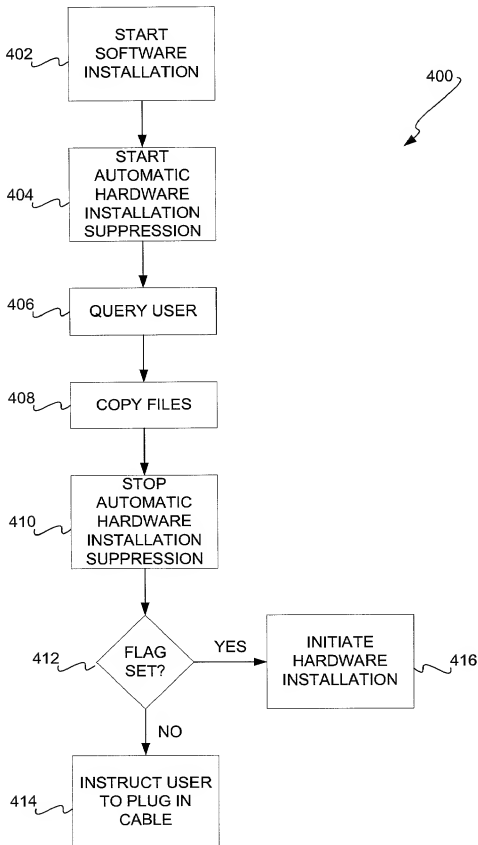 START
SOFTWARE
INSTALLATION
402
400
START
AUTOMATIC
HARDWARE
INSTALLATION
SUPPRESSION
404
406
QUERY USER
408
COPY FILES
STOP
AUTOMATIC
HARDWARE
INSTALLATION
SUPPRESSION
410
412
FLAG
SET?
YES
INITIATE
HARDWARE
INSTALLATION
416
NO
INSTRUCT USER
TO PLUG IN
CABLE
414